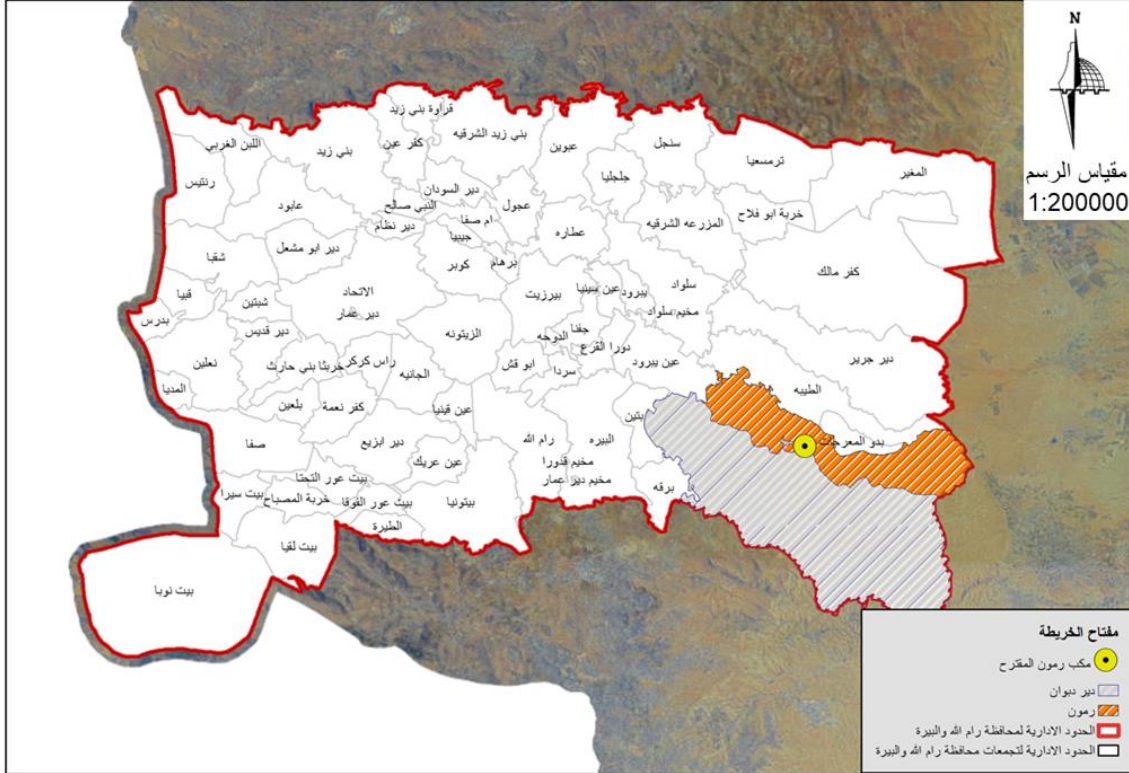 N
مقياس الرسم
1:200000
قراوة بني زيد
بني زيد الشرقيه
كفر عين
بني زيد
اللبن الغربي
رنتيس
عبوين
سنجل
ترمسعيا
المغير
جلجليا
دير السودان
النبي صالح
عجول
ام صفا
عابود
دير نظام
جيبيا
عطاره
المزرعه الشرقيه
خربة ابو فلاح
دير ابو مشعل
شقبا
كوبر
برهام
كفر مالك
الاتحاد
دير عمار
قبيا
شبتين
بيرزيت
عين سينيا
يبرود
سلواد
مخيم سلواد
بدرس
دير قديس
الزيتونه
جفنا
الدوحه
دورا القرع
نعلين
خربثا بني حارث
راس كركر
الجانيه
ابو قش
سردا
عين يبرود
دير جرير
الطيبه
المديا
بلعين
كفر نعمة
عين قينيا
بتين
صفا
دير ابزيع
رام الله
البيره
بدو المعرجات
عين عريك
مخيم قدورا
مخيم دير عمار
برقه
بيت عور التحتا
بيت سيرا
خربة المصباح
بيت عور الفوقا
بيتونيا
الطيرة
بيت لقيا
بيت نوبا
مفتاح الخريطة
مكب رمون المقترح
دير دبوان
رمون
الحدود الادارية لمحافظة رام الله والبيرة
الحدود الادارية لتجمعات محافظة رام الله والبيرة